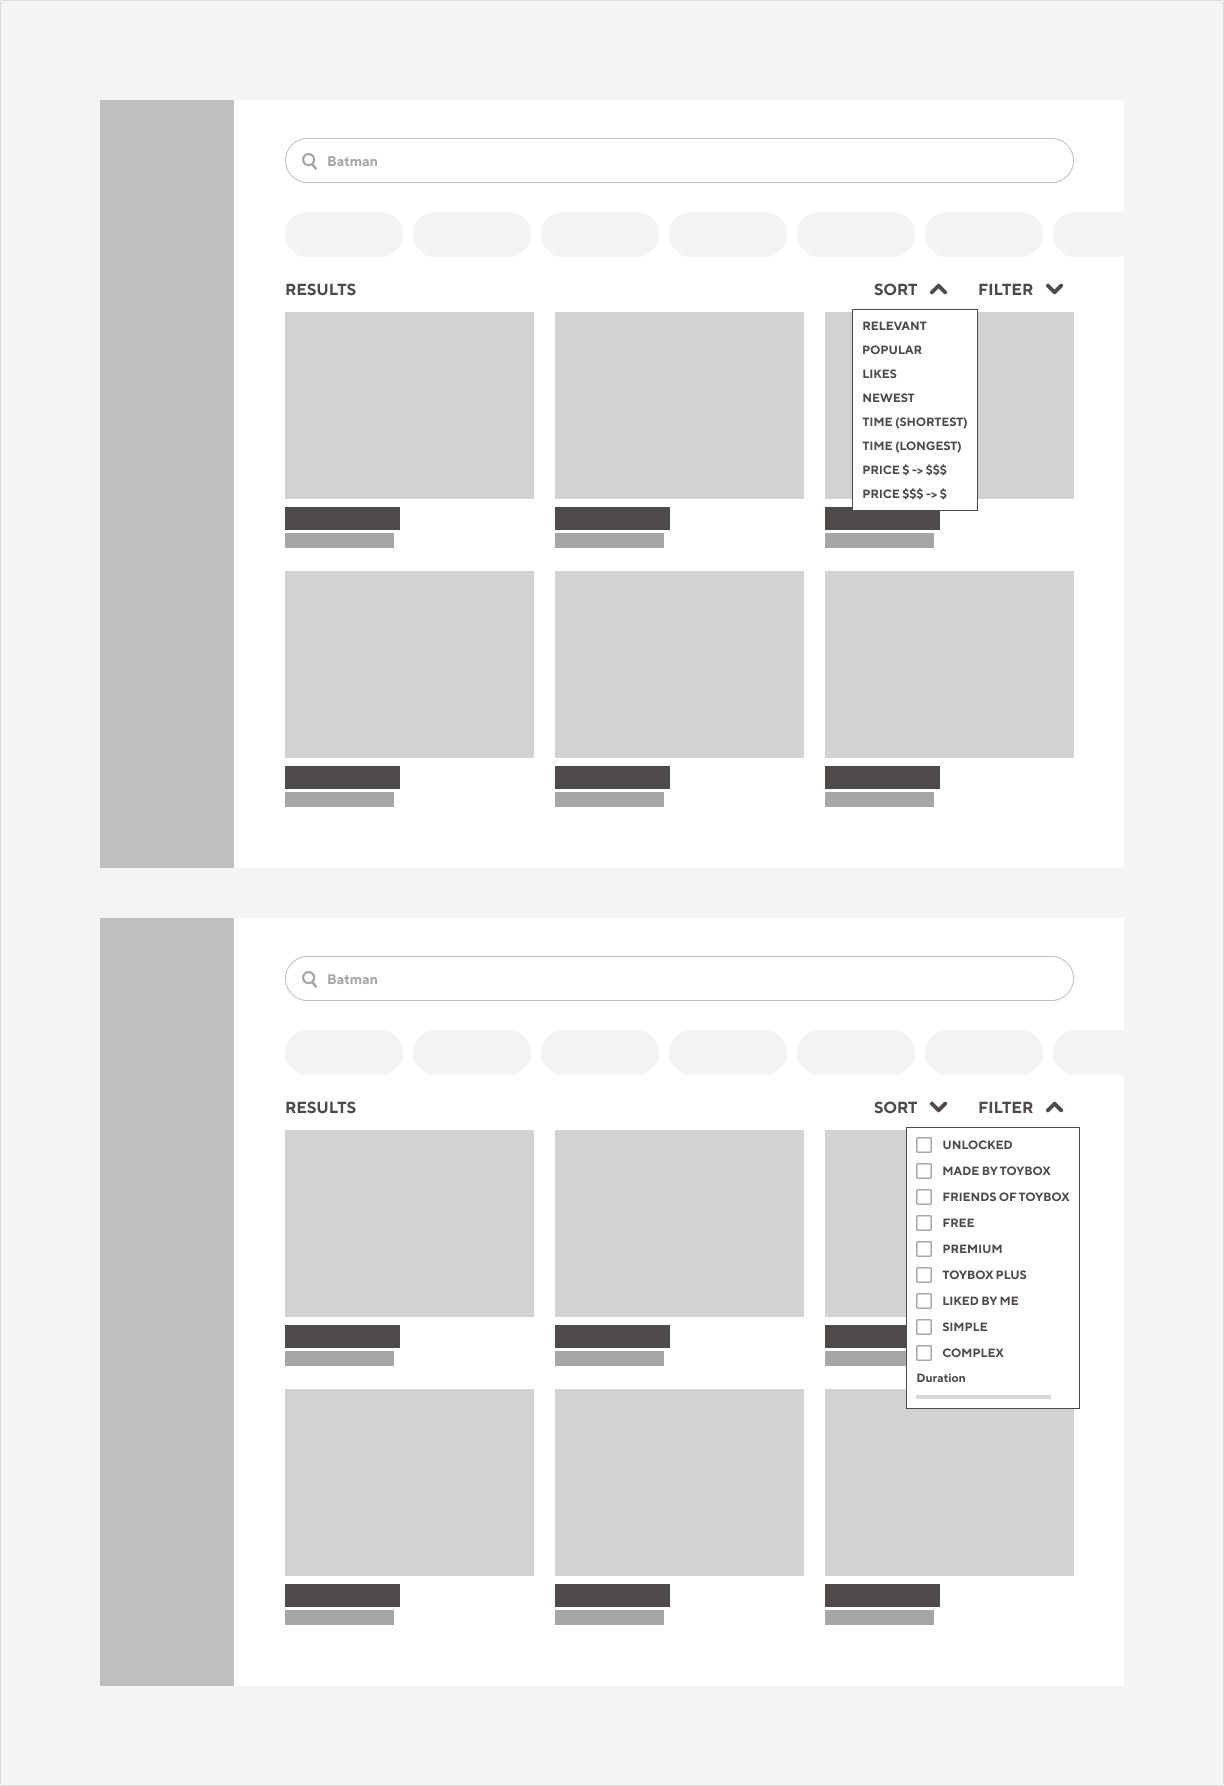 Batman
RESULTS
SORT
FILTER
RELEVANT
POPULAR
LIKES
NEWEST
TIME (SHORTEST)
TIME (LONGEST)
PRICE $ -> $$$
PRICE $$$ -> $
Batman
RESULTS
SORT
FILTER
UNLOCKED
MADE BY TOYBOX
FRIENDS OF TOYBOX
FREE
PREMIUM
TOYBOX PLUS
LIKED BY ME
SIMPLE
COMPLEX
Duration